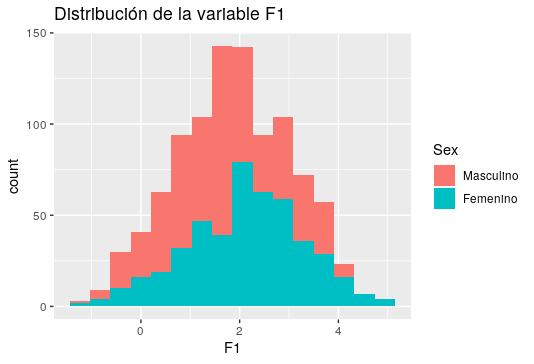 Distribución de la variable F1
150
100
50
0
count
0 2 4
F1
Sex
Masculino
Femenino